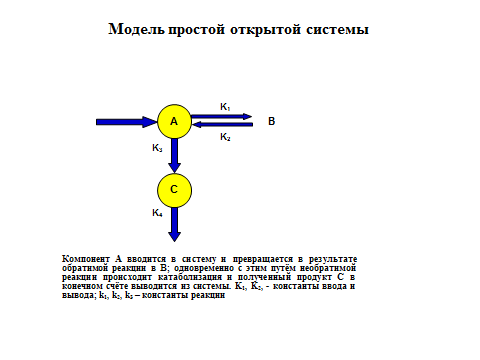 Модель простой открытой системы
K₁
A
B
K₂
K₃
C
K₄
Компонент А вводится в систему и превращается в результате
обратимой реакции в В; одновременно с этим путём необратимой
реакции происходит катаболизация и полученный продукт С в
конечном счёте выводится из системы. K₁, K₂, - константы ввода и
вывода; k₁, k₂, k₃ – константы реакции